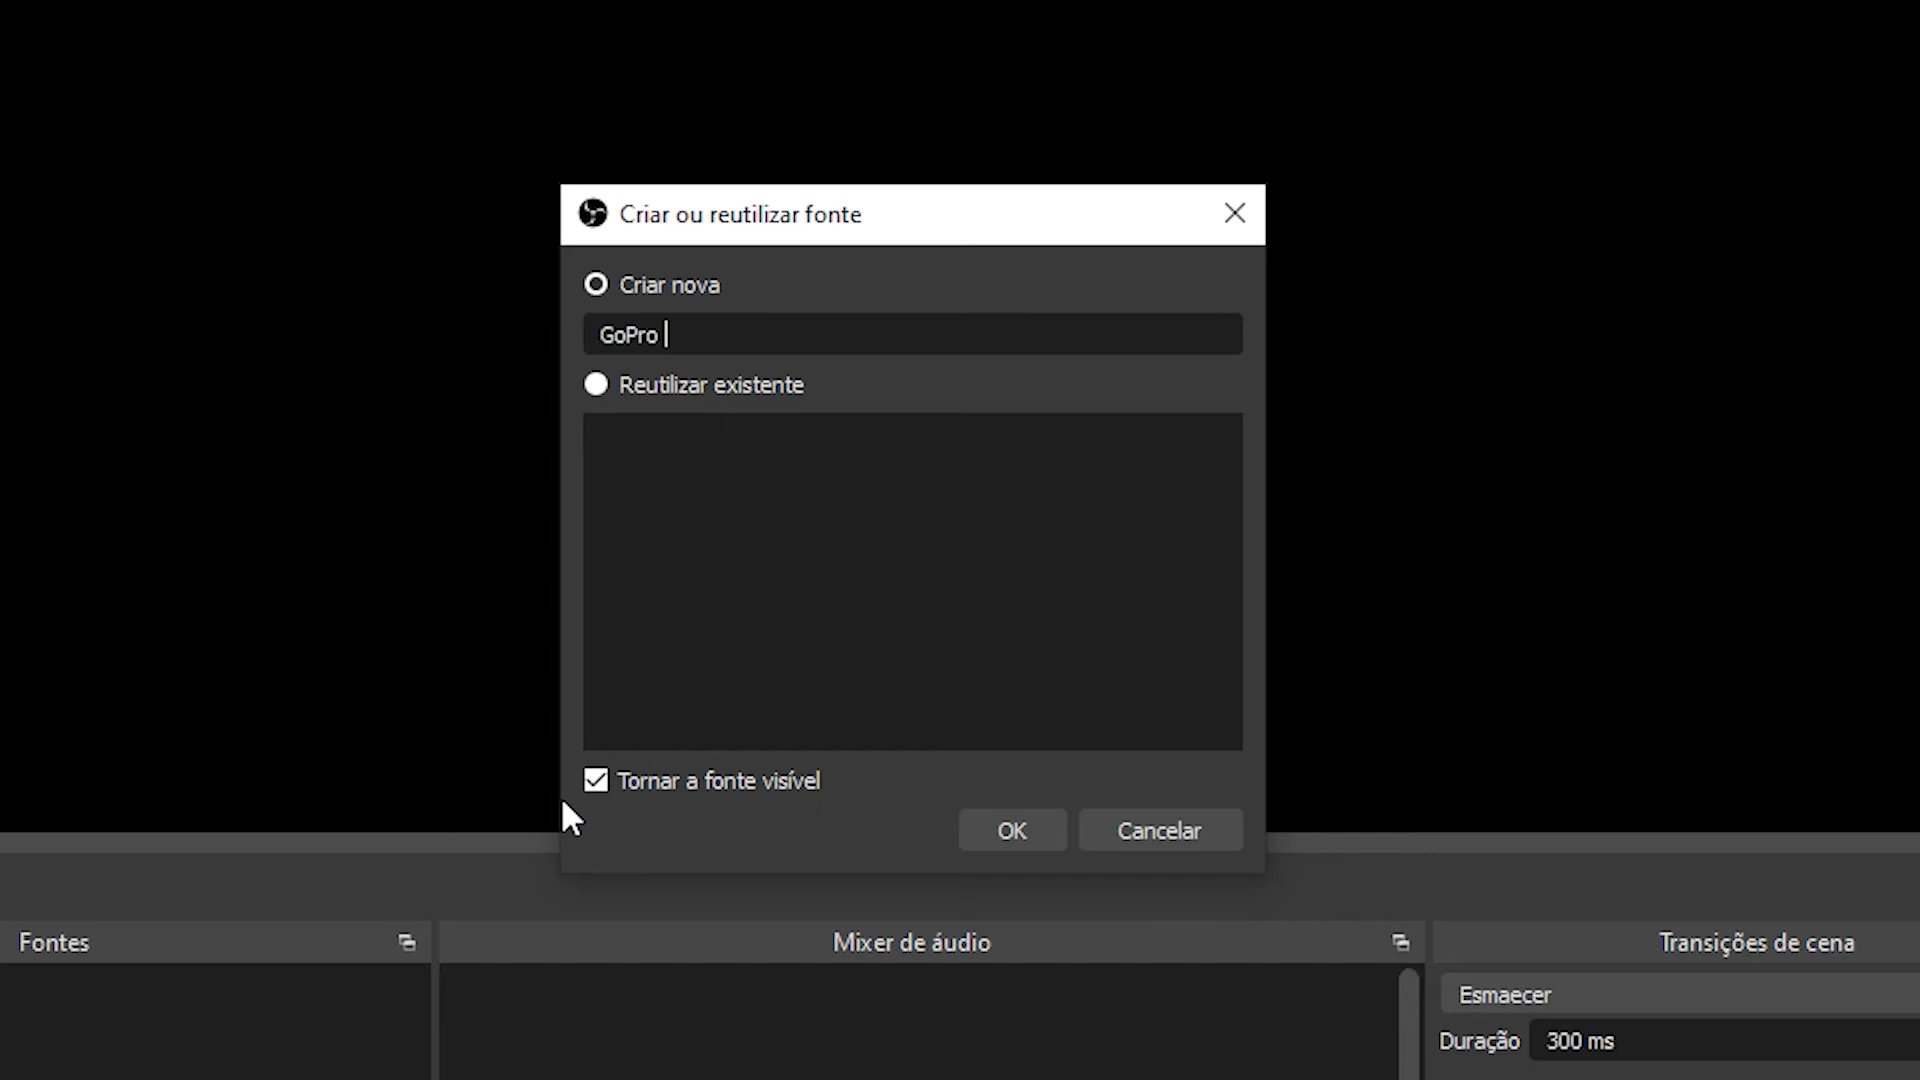 Criar ou reutilizar fonte
Criar nova
GoPro
Reutilizar existente
Tornar a fonte visível
OK
Cancelar
Fontes
Mixer de áudio
Transições de cena
Esmaecer
Duração
300 ms